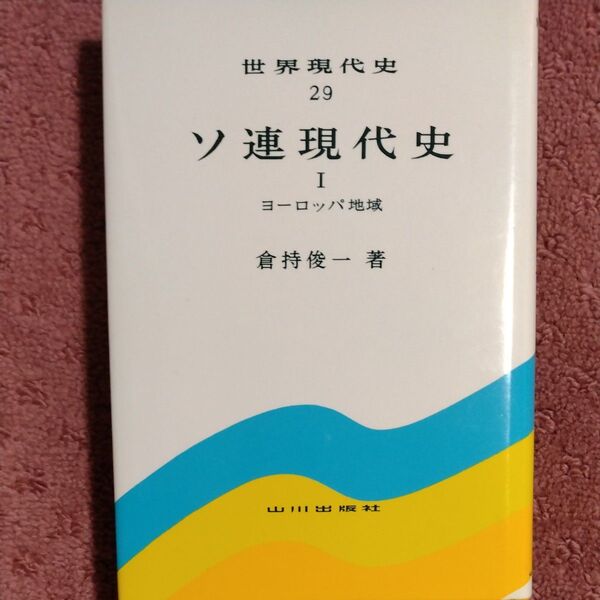 世界現代史
29
ソ連現代史
I
ヨーロッパ地域
倉持俊一 著
山川出版社